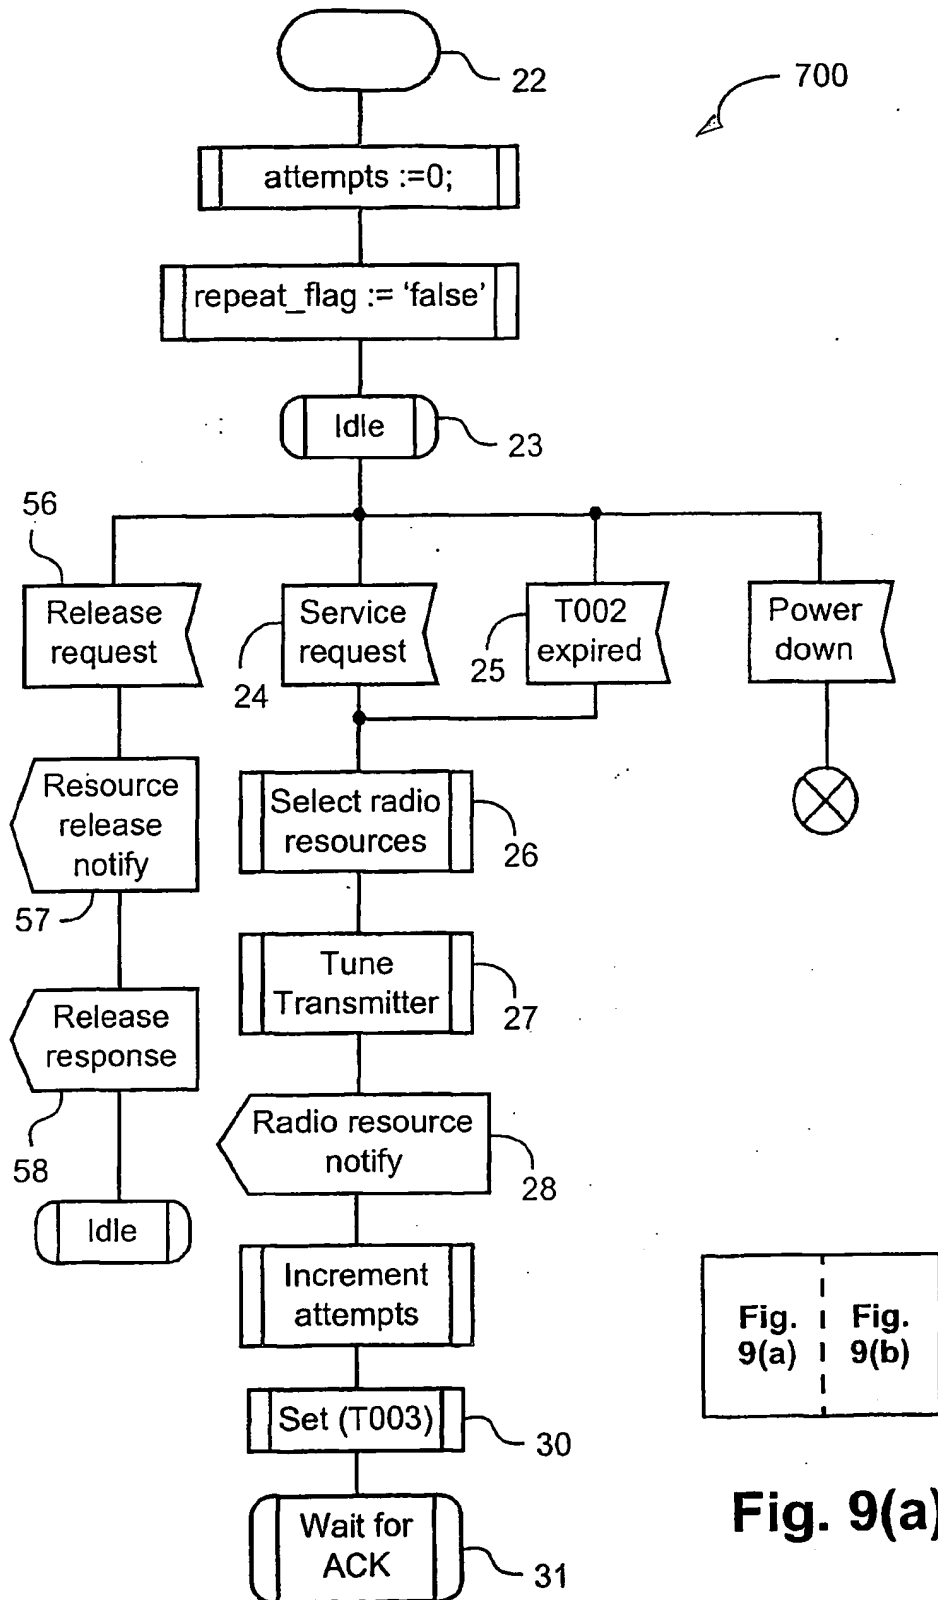 22
700
attempts :=0;
repeat_flag := 'false'
Idle
23
56
Release
request
Service
request
24
T002
expired
25
Power
down
Resource
release
notify
57
Select radio
resources
26
Tune
Transmitter
27
Release
response
58
Radio resource
notify
28
Idle
Increment
attempts
Set (T003)
30
Wait for
ACK
31
Fig.
9(a)
Fig.
9(b)
Fig. 9(a)